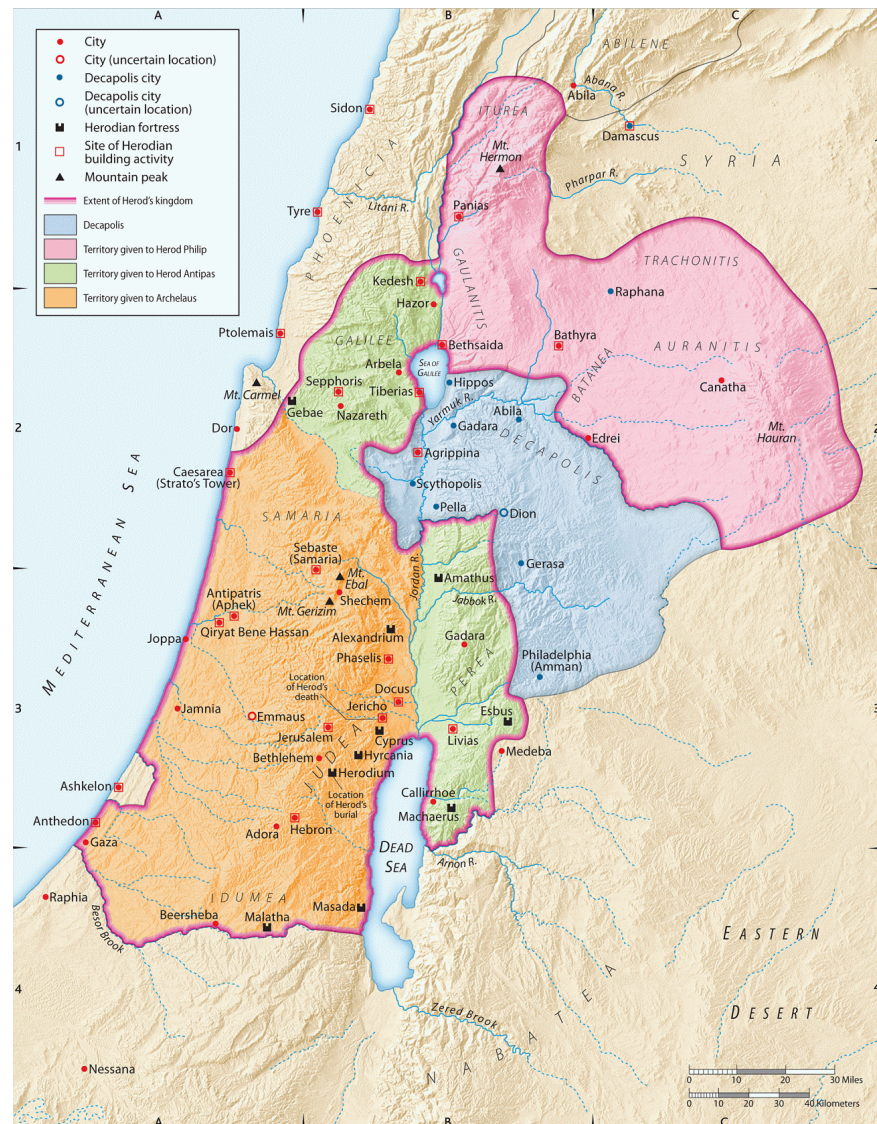 A
B
C
City
City (uncertain location)
Decapolis city
Decapolis city
(uncertain location)
Herodian fortress
Site of Herodian
building activity
Mountain peak
Extent of Herod's kingdom
Decapolis
Territory given to Herod Philip
Territory given to Herod Antipas
Territory given to Archelaus
ABILENE
Abana R.
Abila
Sidon
ITUREA
Damascus
1
1
Mt.
Hermon
SYRIA
Pharpar R.
PHOENICIA
Litani R.
Tyre
Panias
GAULANITIS
TRACHONITIS
Kedesh
Hazor
Raphana
Ptolemais
GALILEE
Bethsaida
Bathyra
AURANITIS
BATANEA
Arbela
SEA OF
GALILEE
Mt. Carmel
Sepphoris
Tiberias
Hippos
Canatha
Gebae
Nazareth
Yarmuk R.
Abila
Gadara
DECAPOLIS
Mt.
Hauran
2
2
Dor
Edrei
Agrippina
Caesarea
(Strato's Tower)
Scythopolis
MEDITERRANEAN SEA
SAMARIA
Pella
Dion
Sebaste
(Samaria)
Mt.
Ebal
Jordan R.
Gerasa
Amathus
Antipatris
(Aphek)
Mt. Gerizim
Shechem
Jabbok R.
Qiryat Bene Hassan
Joppa
Alexandrium
Gadara
PEREA
Phaselis
Philadelphia
(Amman)
Location
of Herod's
death
Docus
Jericho
3
3
Jamnia
Emmaus
Esbus
Jerusalem
Cyprus
Livias
Medeba
Bethlehem
Hyrcania
JUDEA
Herodium
Ashkelon
Location
of Herod's
burial
Callirrhoe
Machaerus
Anthedon
Gaza
Adora
Hebron
DEAD
SEA
Arnon R.
Raphia
Besor Brook
IDUMEA
Beersheba
Malatha
Masada
EASTERN
DESERT
4
4
Zered Brook
NABATEA
Nessana
0 10 20 30 Miles
0 10 20 30 40 Kilometers
A
B
C